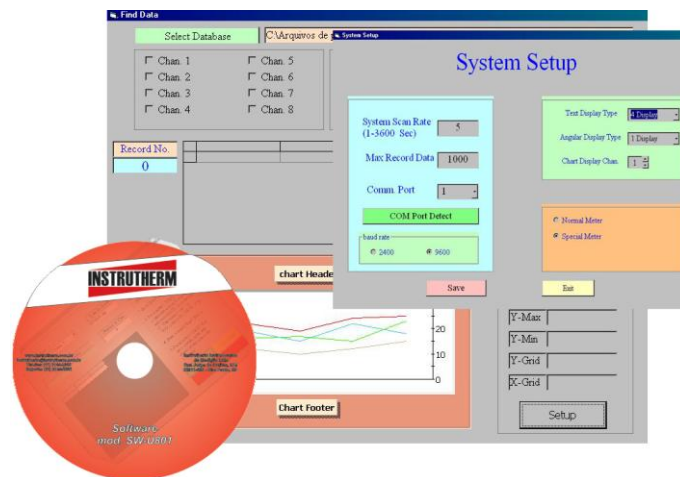 Find Data
Select Database
C:\Arquivos de
Chan. 1
Chan. 5
Chan. 2
Chan. 6
Chan. 3
Chan. 7
Chan. 4
Chan. 8
Record No.
0
System Setup
System Setup
System Scan Rate
(1-3600 Sec)
5
Max Record Data
1000
Comm. Port
1
COM Port Detect
baud rate
2400
9600
Text Display Type
4 Display
Angular Display Type
1 Display
Chart Display Chan.
1
Normal Meter
Special Meter
Save
Exit
chart Heade
20
10
0
Chart Footer
Y-Max
Y-Min
Y-Grid
X-Grid
Setup
INSTRUTHERM
Software
mod. SW-U801